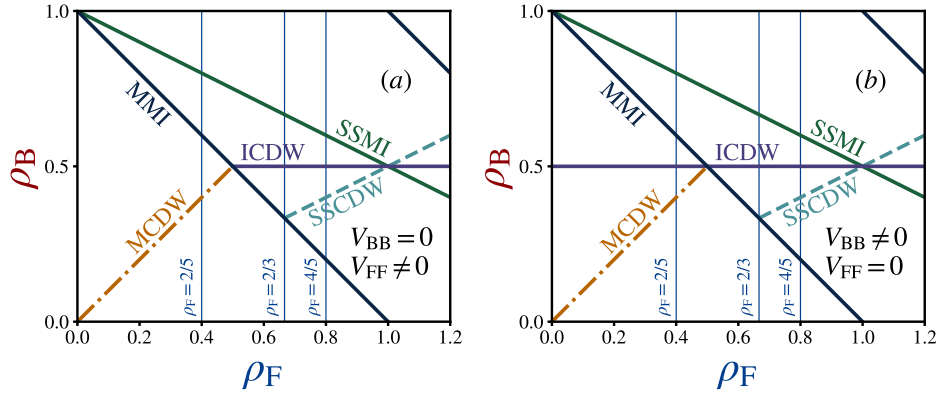 1.0
0.5
0.0
ρB
MMI
SSMI
ICDW
SSCDW
MCDW
(a)
VBB = 0
VFF ≠ 0
ρF = 2/5
ρF = 2/3
ρF = 4/5
0.0 0.2 0.4 0.6 0.8 1.0 1.2
ρF
1.0
0.5
0.0
ρB
MMI
SSMI
ICDW
SSCDW
MCDW
(b)
VBB ≠ 0
VFF = 0
ρF = 2/5
ρF = 2/3
ρF = 4/5
0.0 0.2 0.4 0.6 0.8 1.0 1.2
ρF